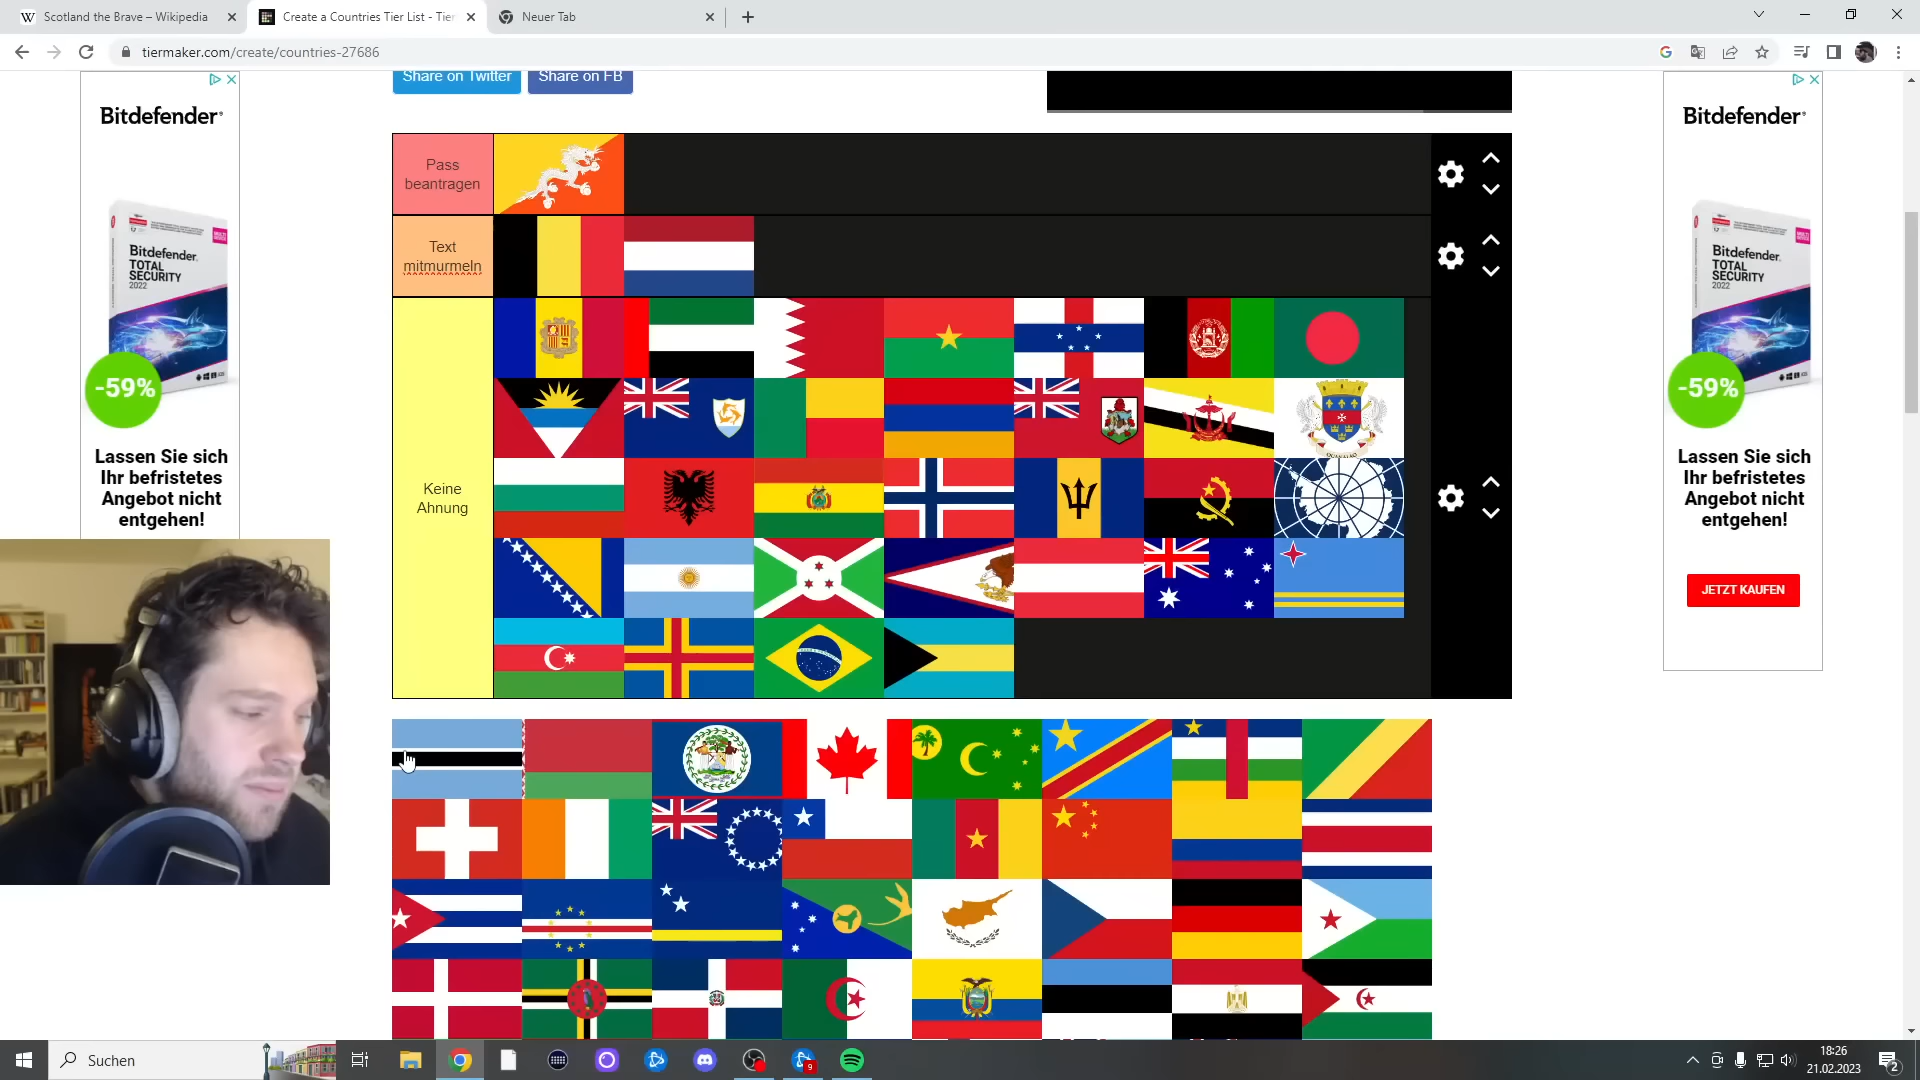 Scotland the Brave – Wikipedia
Create a Countries Tier List - Tier
Neuer Tab
tiermaker.com/create/countries-27686
Share on Twitter
Share on FB
Bitdefender®
Bitdefender
TOTAL
SECURITY
2022
-59%
Lassen Sie sich
Ihr befristetes
Angebot nicht
entgehen!
Bitdefender®
Bitdefender
TOTAL
SECURITY
2022
-59%
Lassen Sie sich
Ihr befristetes
Angebot nicht
entgehen!
JETZT KAUFEN
Pass
beantragen
Text
mitmurmeln
Keine
Ahnung
Suchen
9
18:26
21.02.2023
2